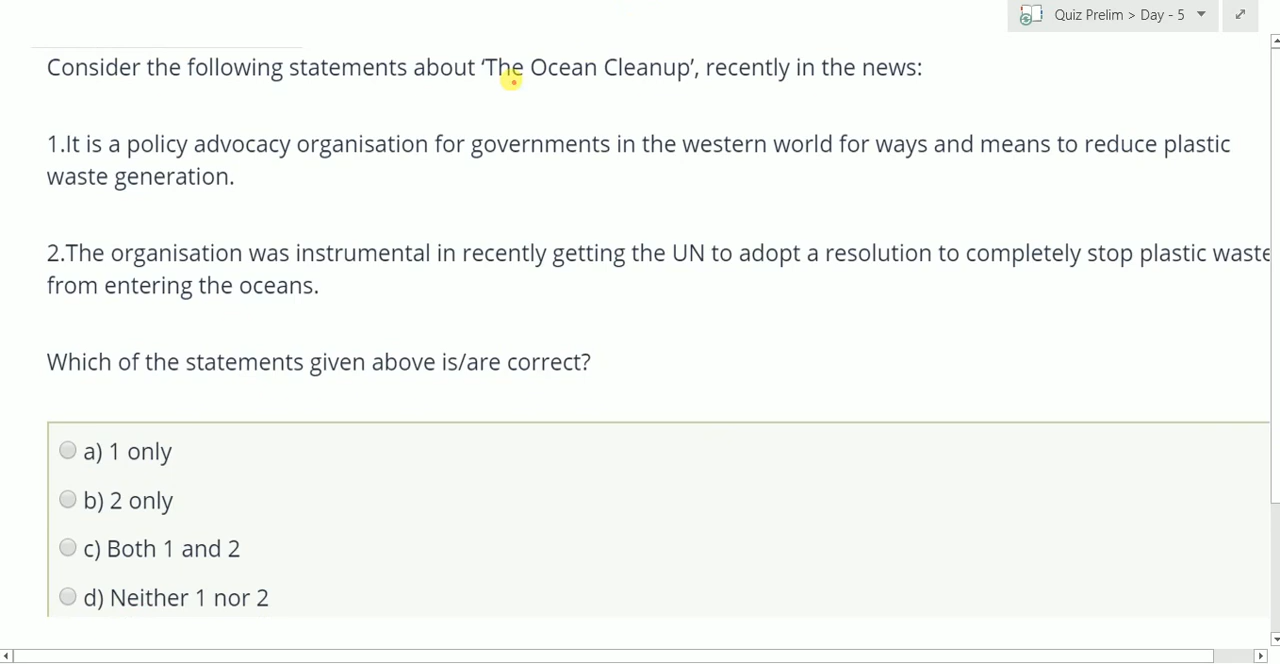 Quiz Prelim > Day - 5
Consider the following statements about ‘The Ocean Cleanup’, recently in the news:
1.It is a policy advocacy organisation for governments in the western world for ways and means to reduce plastic
waste generation.
2.The organisation was instrumental in recently getting the UN to adopt a resolution to completely stop plastic waste
from entering the oceans.
Which of the statements given above is/are correct?
a) 1 only
b) 2 only
c) Both 1 and 2
d) Neither 1 nor 2